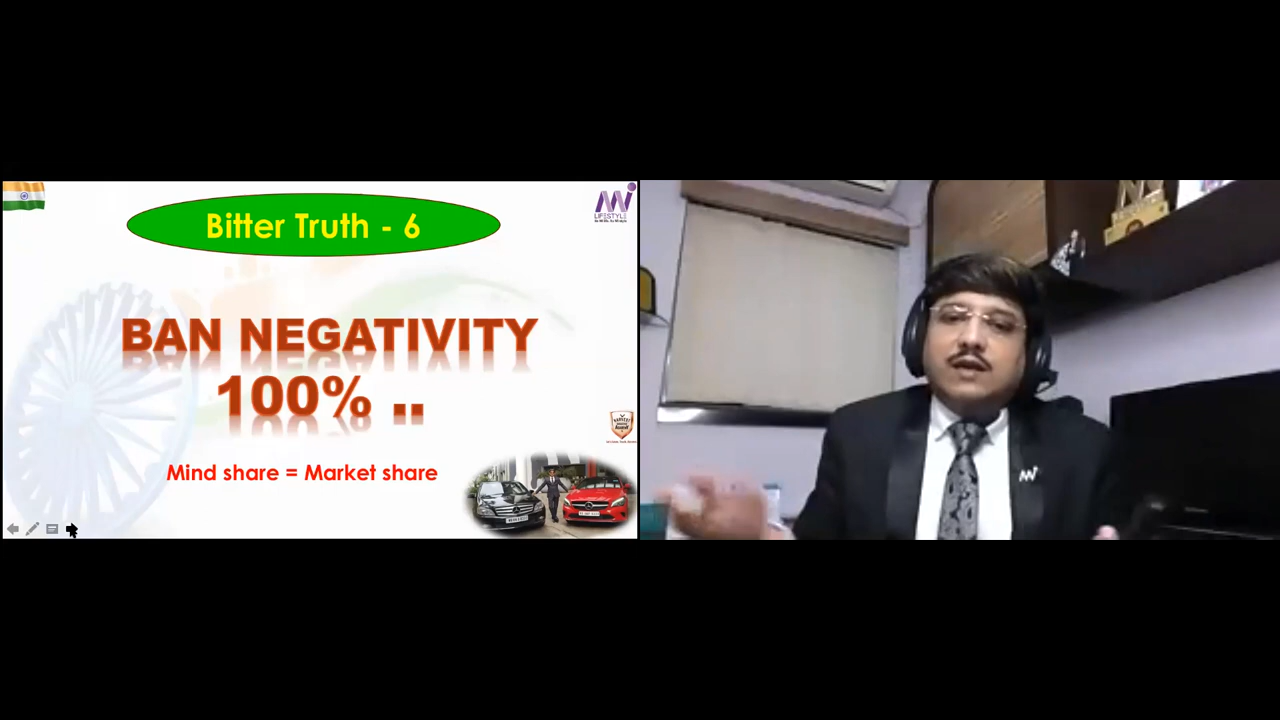 Bitter Truth - 6
LIFESTYLE
BAN NEGATIVITY
100% ..
Mind share = Market share